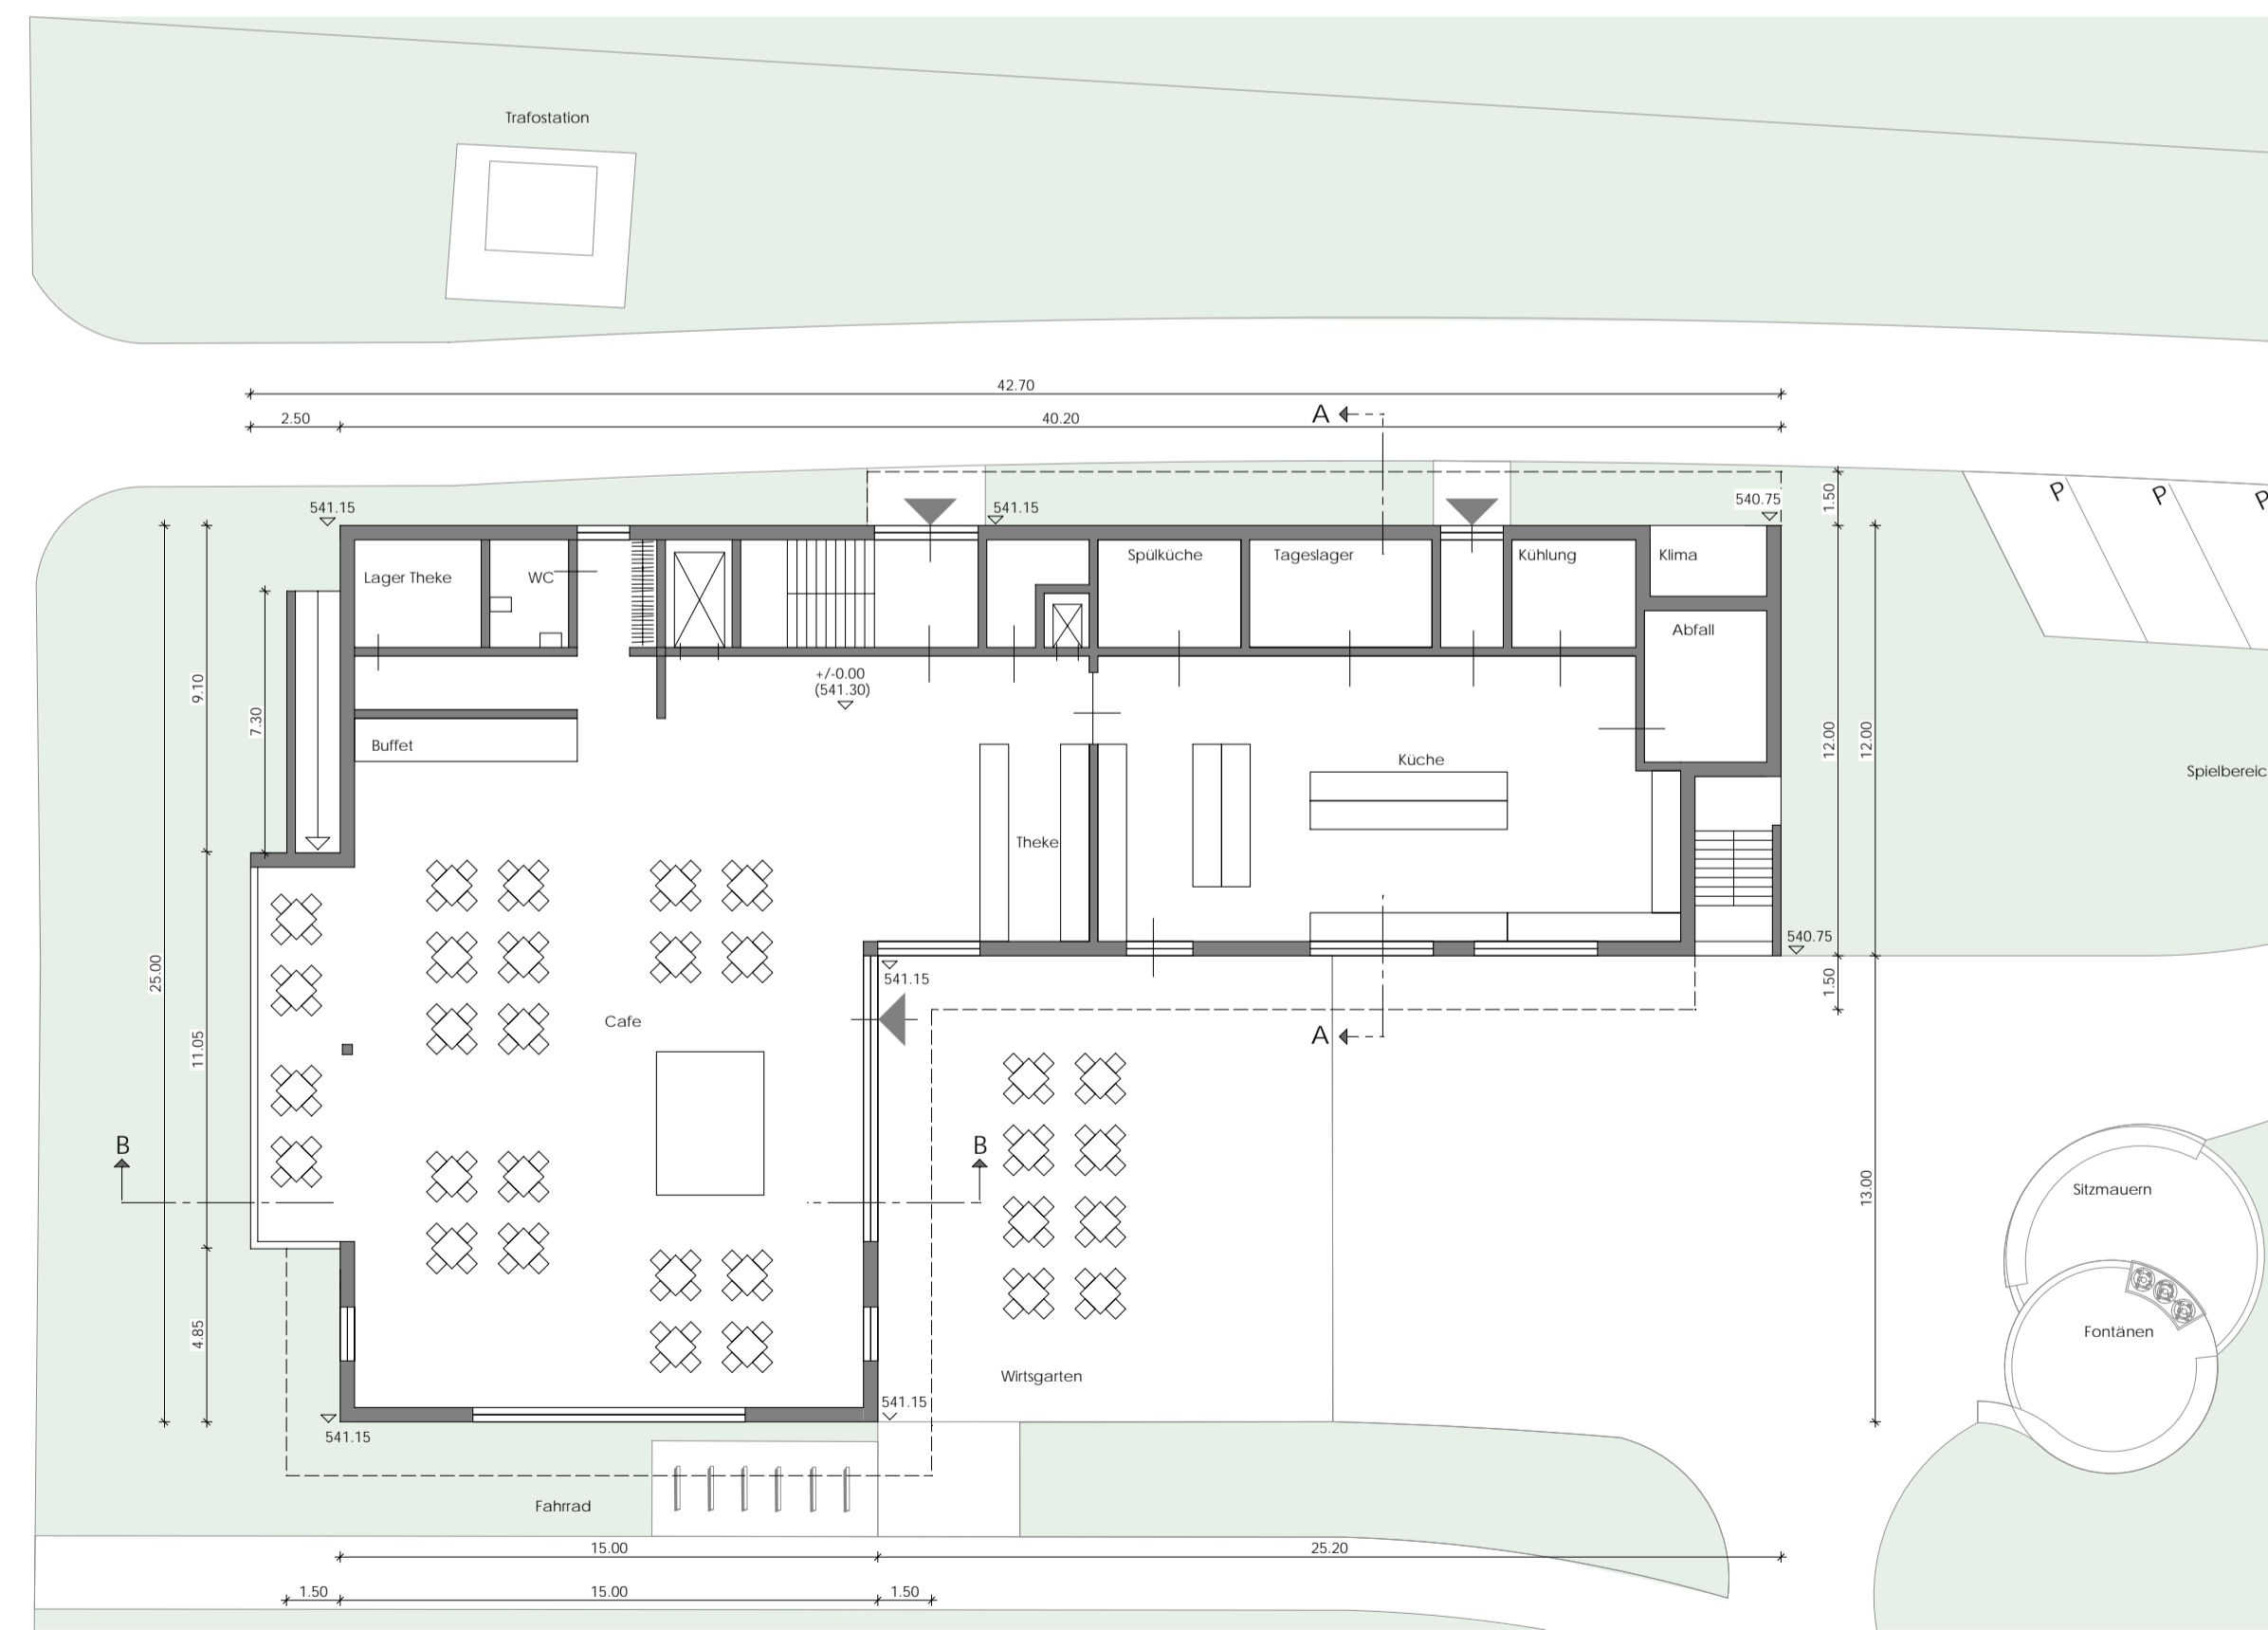 Trafostation
42.70
2.50
40.20
A
541.15
541.15
540.75
1.50
P
P
P
Lager Theke
WC
Spülküche
Tageslager
Kühlung
Klima
Abfall
+/-0.00
(541.30)
9.10
7.30
Buffet
Küche
12.00
12.00
Spielbereic
Theke
540.75
541.15
1.50
25.00
Cafe
11.05
A
B
B
13.00
Sitzmauern
Fontänen
4.85
Wirtsgarten
541.15
541.15
Fahrrad
15.00
25.20
1.50
15.00
1.50